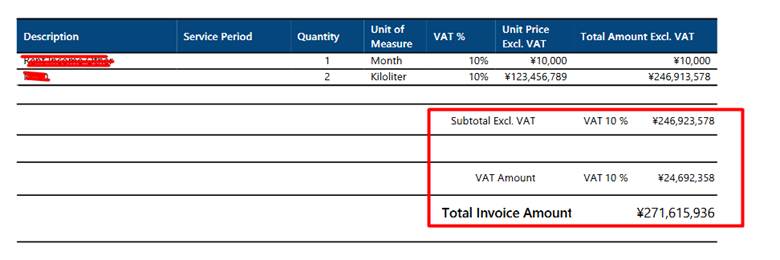 Description Service Period Quantity Unit of Measure VAT % Unit Price Excl. VAT Total Amount Excl. VAT
1 Month 10% ¥10,000 ¥10,000
2 Kiloliter 10% ¥123,456,789 ¥246,913,578
Subtotal Excl. VAT VAT 10 % ¥246,923,578
VAT Amount VAT 10 % ¥24,692,358
Total Invoice Amount ¥271,615,936